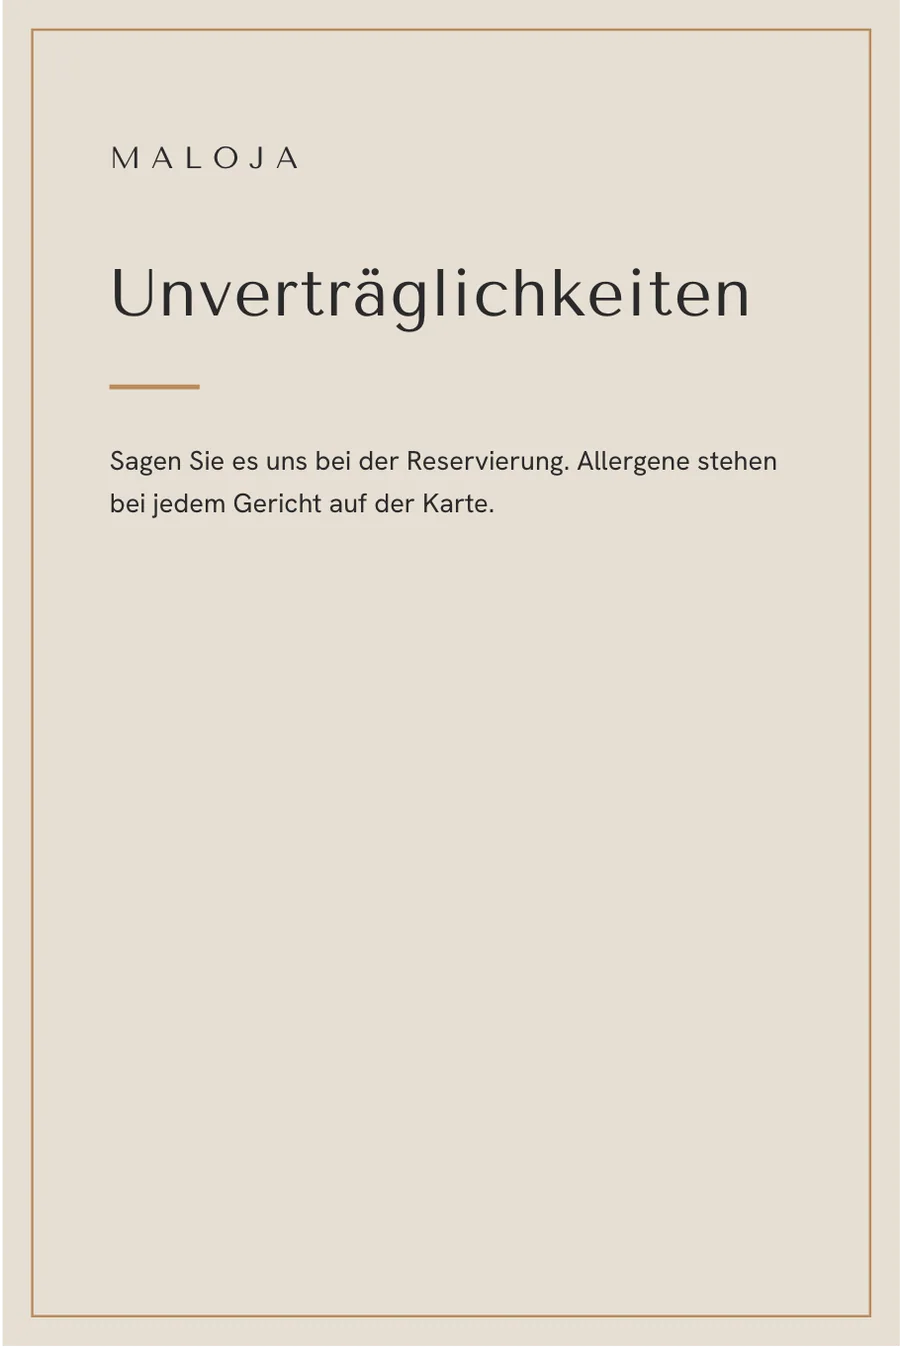 MALOJA
Unverträglichkeiten
Sagen Sie es uns bei der Reservierung. Allergene stehen
bei jedem Gericht auf der Karte.